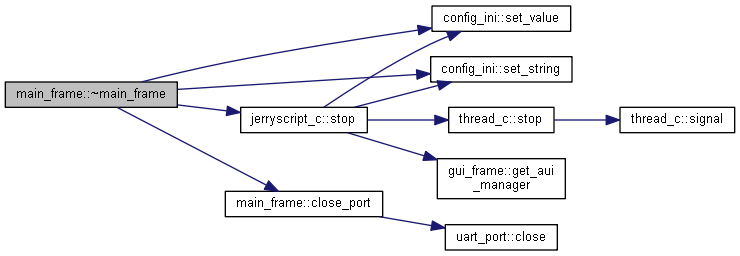 config_ini::set_value
config_ini::set_string
main_frame::~main_frame
jerryscript_c::stop
thread_c::stop
thread_c::signal
gui_frame::get_aui
_manager
main_frame::close_port
uart_port::close